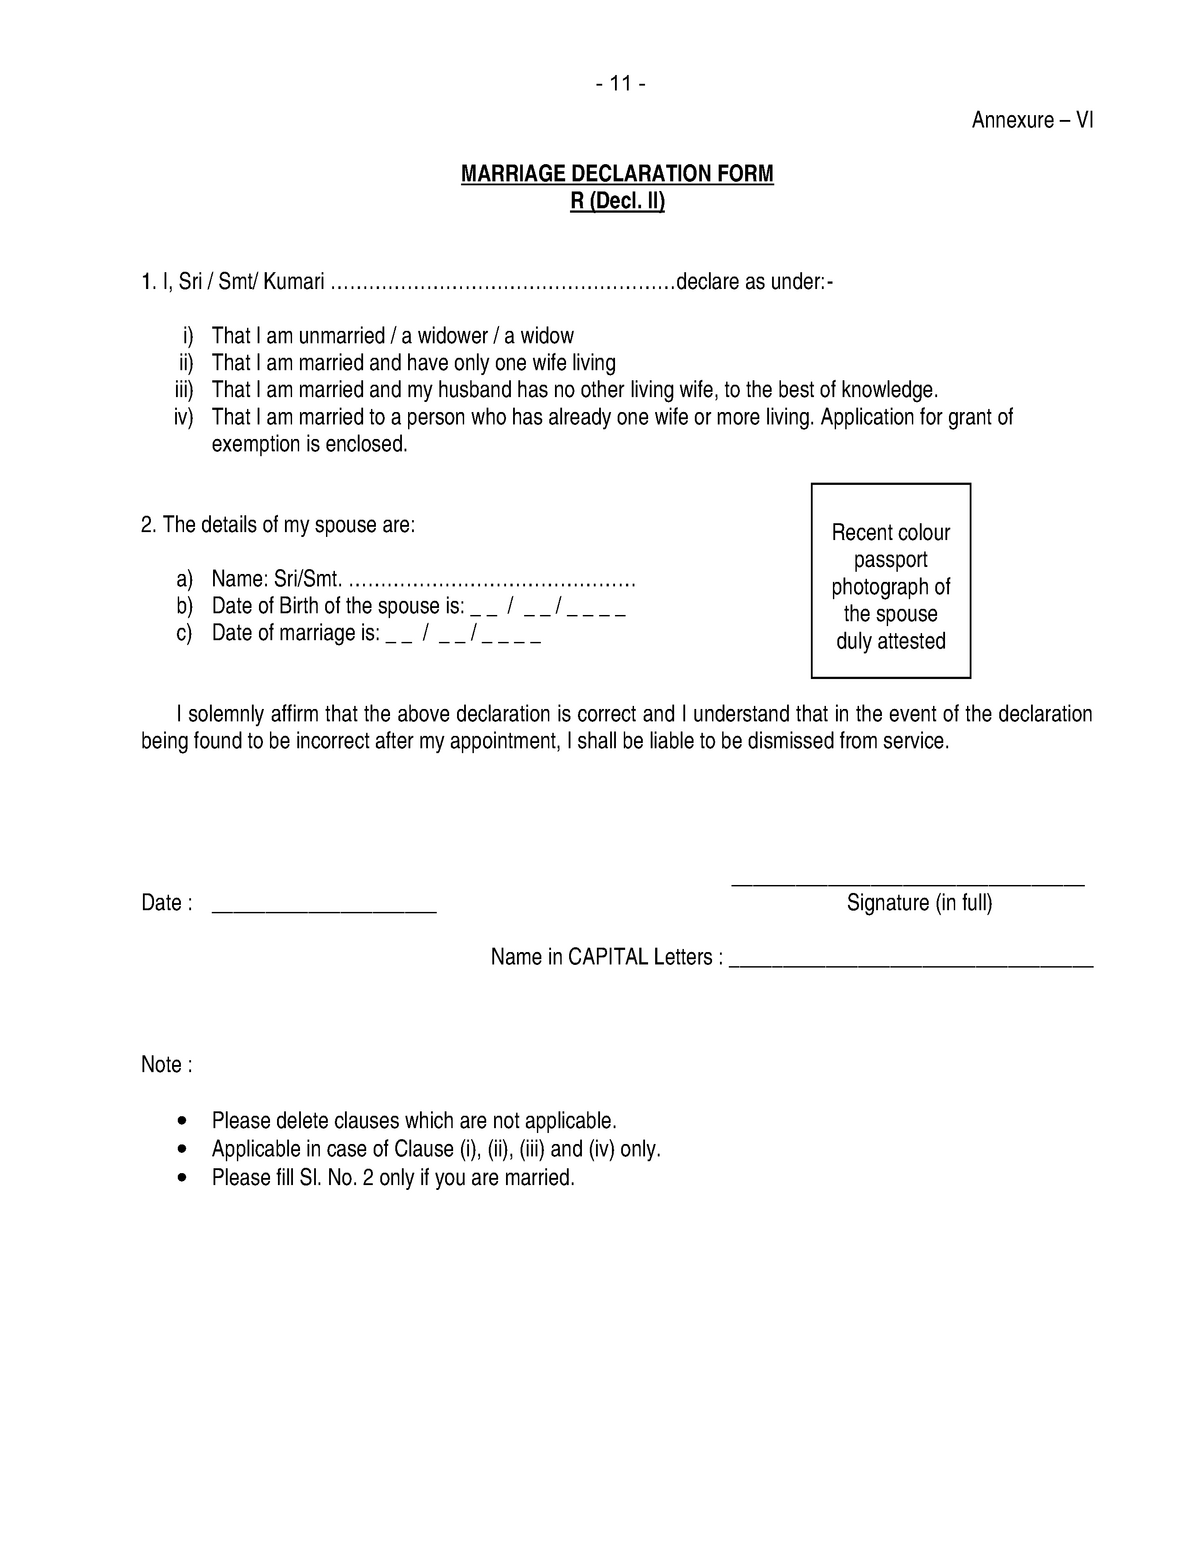 - 11 -
Annexure – VI
MARRIAGE DECLARATION FORM
R (Decl. II)
1. I, Sri / Smt/ Kumari ………………………………………………declare as under:-
i) That I am unmarried / a widower / a widow
ii) That I am married and have only one wife living
iii) That I am married and my husband has no other living wife, to the best of knowledge.
iv) That I am married to a person who has already one wife or more living. Application for grant of
exemption is enclosed.
2. The details of my spouse are:
a) Name: Sri/Smt. ………………………………………
b) Date of Birth of the spouse is: _ _ / _ _ / _ _ _ _
c) Date of marriage is: _ _ / _ _ / _ _ _ _
Recent colour
passport
photograph of
the spouse
duly attested
I solemnly affirm that the above declaration is correct and I understand that in the event of the declaration
being found to be incorrect after my appointment, I shall be liable to be dismissed from service.
Date : _____________________
_________________________________
Signature (in full)
Name in CAPITAL Letters : __________________________________
Note :
• Please delete clauses which are not applicable.
• Applicable in case of Clause (i), (ii), (iii) and (iv) only.
• Please fill Sl. No. 2 only if you are married.